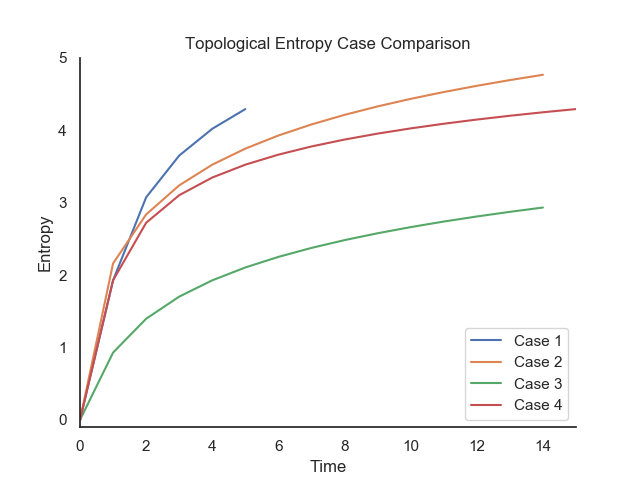 Topological Entropy Case Comparison
5
4
3
2
1
0
Entropy
0 2 4 6 8 10 12 14
Time
Case 1
Case 2
Case 3
Case 4